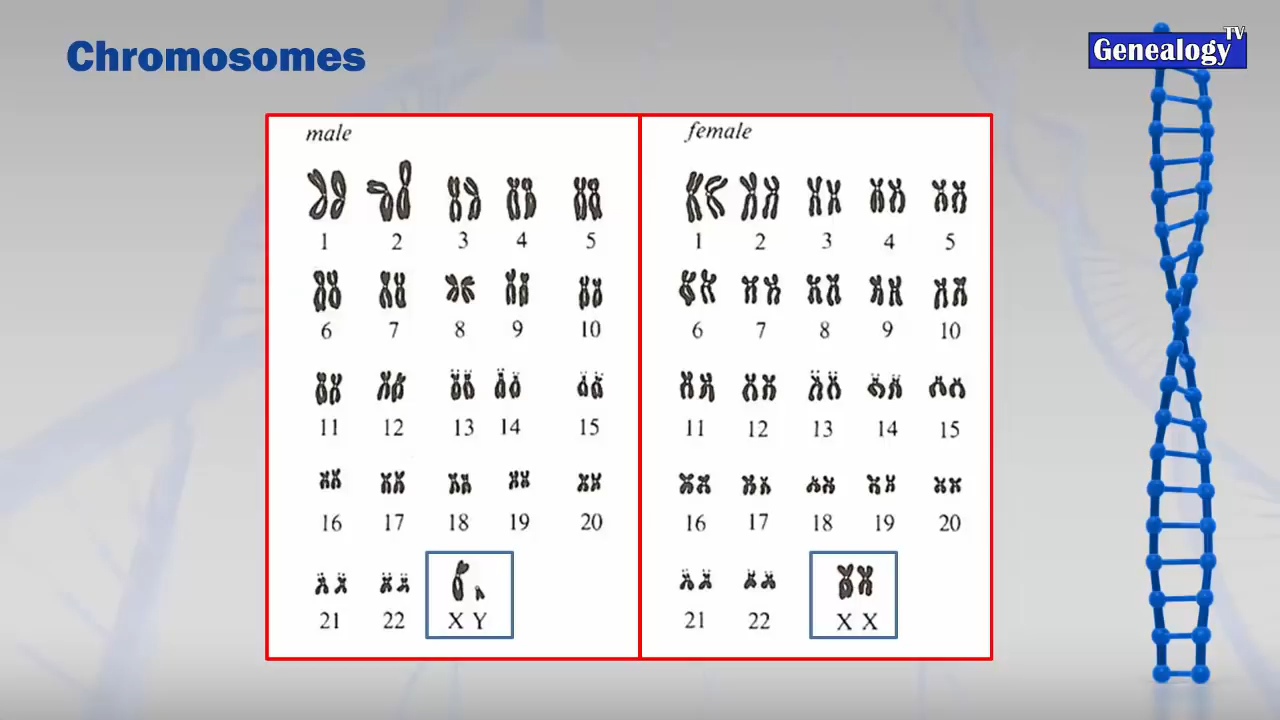 Chromosomes
Genealogy TV
male
1 2 3 4 5
6 7 8 9 10
11 12 13 14 15
16 17 18 19 20
21 22 X Y
female
1 2 3 4 5
6 7 8 9 10
11 12 13 14 15
16 17 18 19 20
21 22 X X